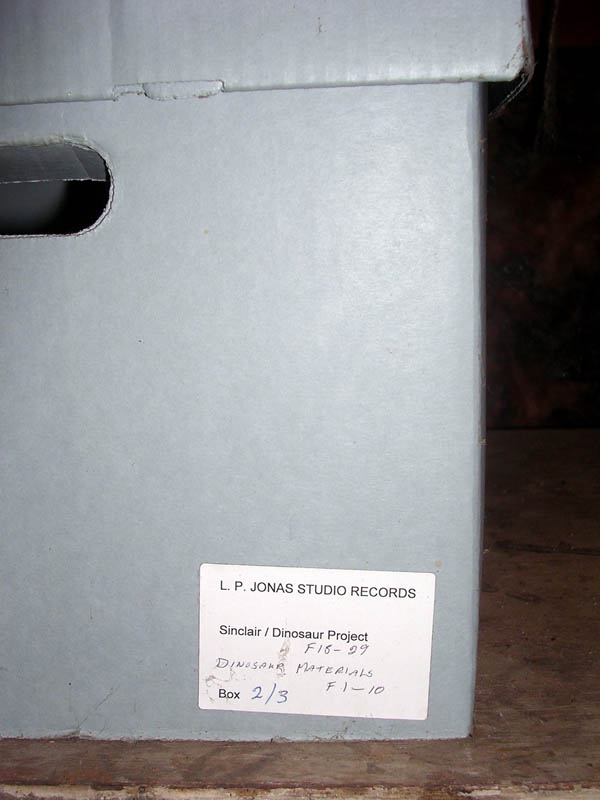 L. P. JONAS STUDIO RECORDS
Sinclair / Dinosaur Project
F18-29
DINOSAUR MATERIALS
F1-10
Box 2/3